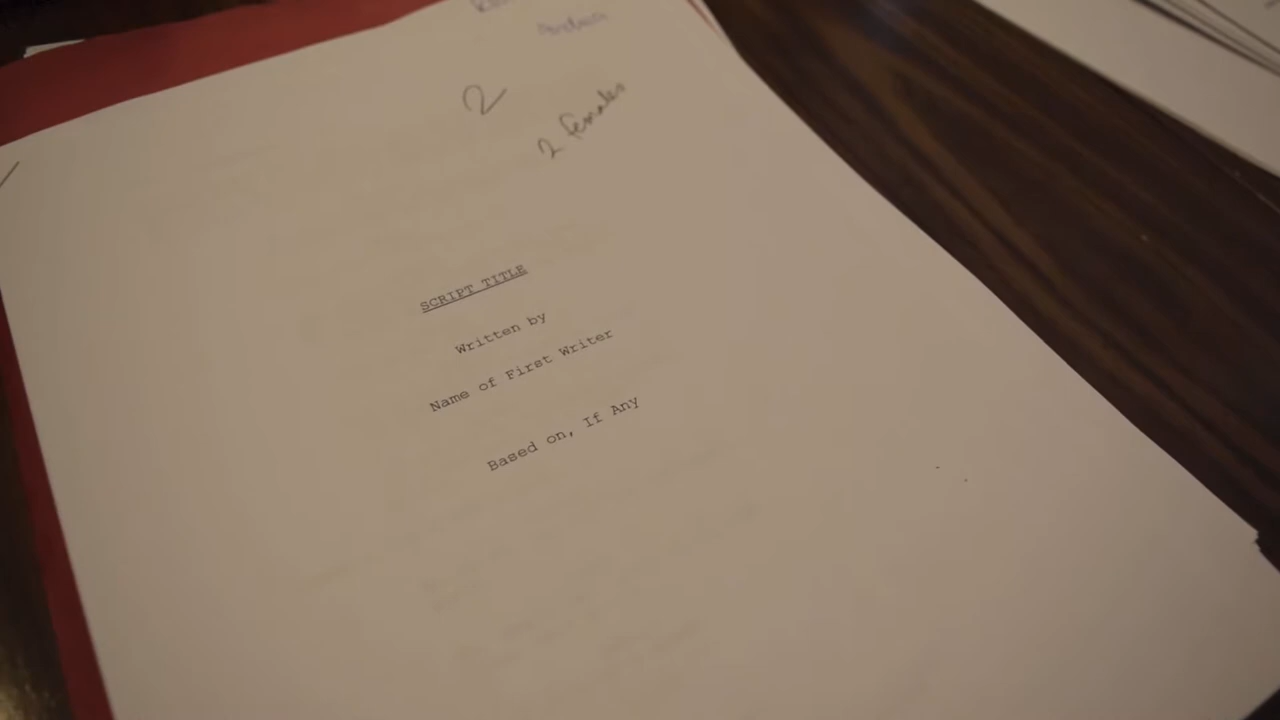 2
2 females
SCRIPT TITLE
Written by
Name of First Writer
Based on, If Any